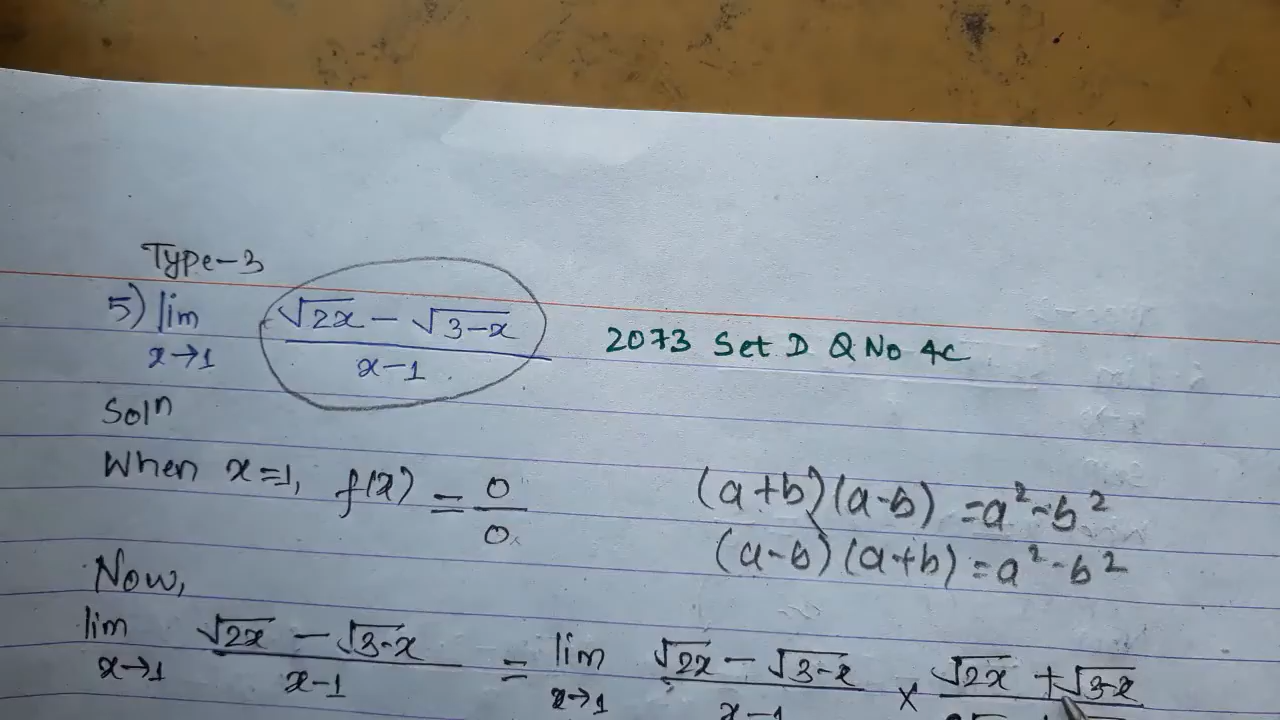 Type-3
5) lim x→1 (√2x - √3-x)/(x-1) 2073 Set D Q No 4c
Soln
When x=1, f(x) = 0/0 (a+b)(a-b) = a²-b²
(a-b)(a+b) = a²-b²
Now,
lim x→1 (√2x - √3-x)/(x-1) = lim x→1 (√2x - √3-x)/(x-1) × √2x + √3-x